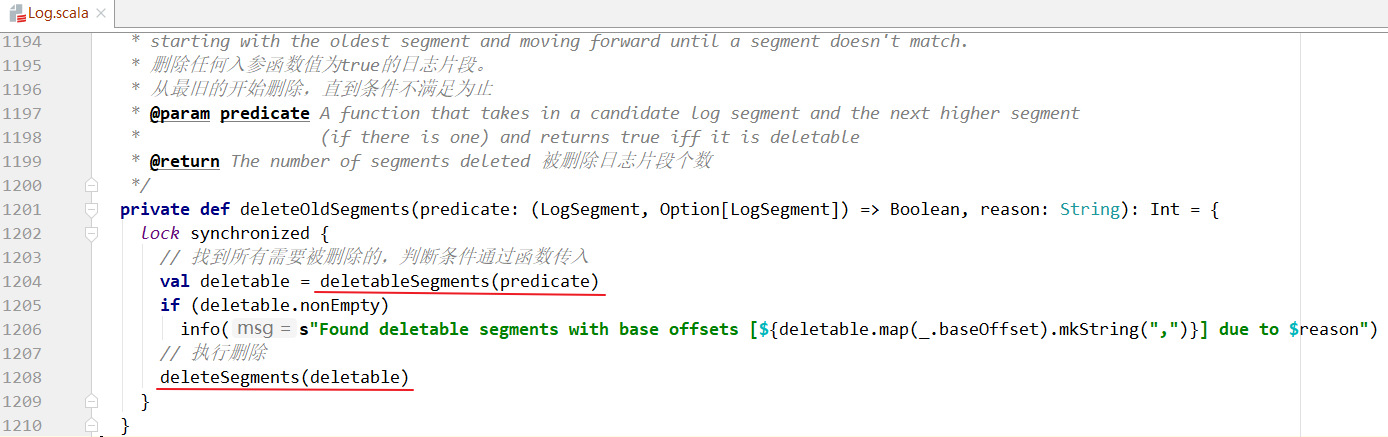 Log.scala
1194 * starting with the oldest segment and moving forward until a segment doesn't match.
1195 * 删除任何入参函数值为true的日志片段。
1196 * 从最旧的开始删除，直到条件不满足为止
1197 * @param predicate A function that takes in a candidate log segment and the next higher segment
1198 * (if there is one) and returns true iff it is deletable
1199 * @return The number of segments deleted 被删除日志片段个数
1200 */
1201 private def deleteOldSegments(predicate: (LogSegment, Option[LogSegment]) => Boolean, reason: String): Int = {
1202 lock synchronized {
1203 // 找到所有需要被删除的，判断条件通过函数传入
1204 val deletable = deletableSegments(predicate)
1205 if (deletable.nonEmpty)
1206 info( msg = s"Found deletable segments with base offsets [${deletable.map(_.baseOffset).mkString(",")}] due to $reason")
1207 // 执行删除
1208 deleteSegments(deletable)
1209 }
1210 }